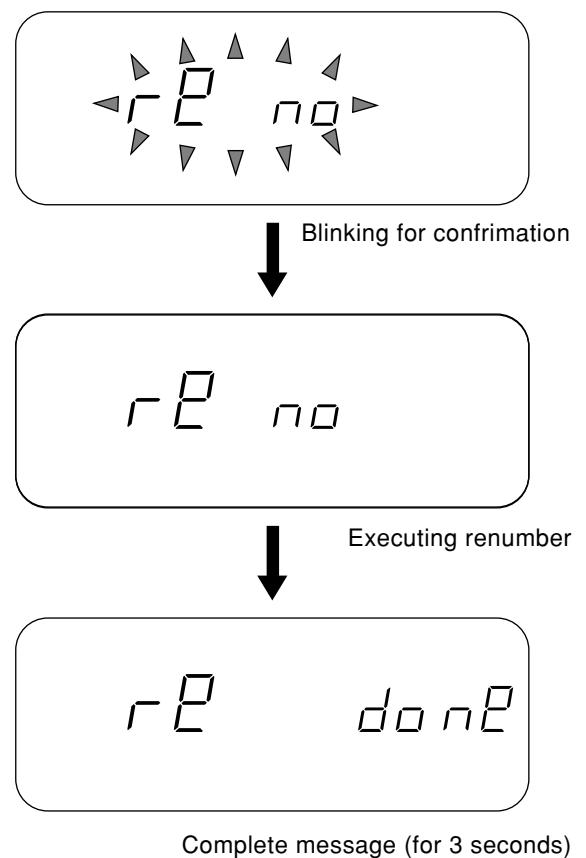 rE no
Blinking for confrimation
rE no
Executing renumber
rE donE
Complete message (for 3 seconds)